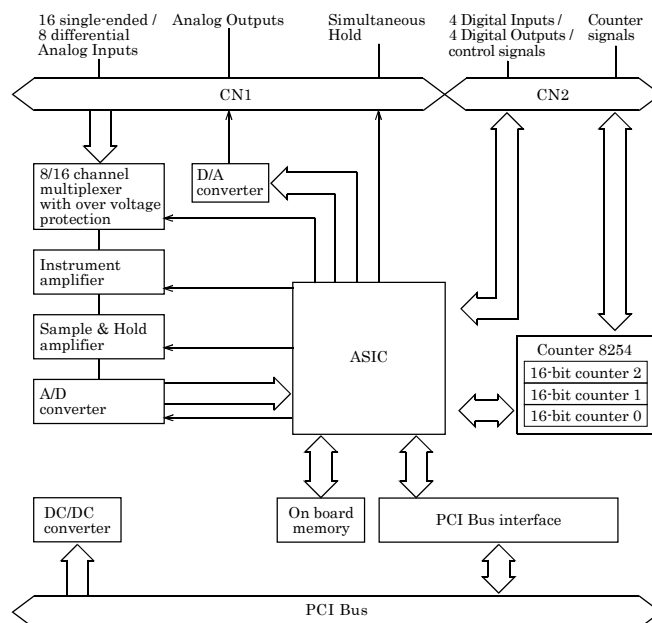 16 single-ended /
8 differential
Analog Inputs
Analog Outputs
Simultaneous
Hold
4 Digital Inputs /
4 Digital Outputs /
control signals
Counter
signals
CN1
CN2
8/16 channel
multiplexer
with over voltage
protection
D/A
converter
Instrument
amplifier
Sample & Hold
amplifier
A/D
converter
ASIC
Counter 8254
16-bit counter 2
16-bit counter 1
16-bit counter 0
DC/DC
converter
On board
memory
PCI Bus interface
PCI Bus